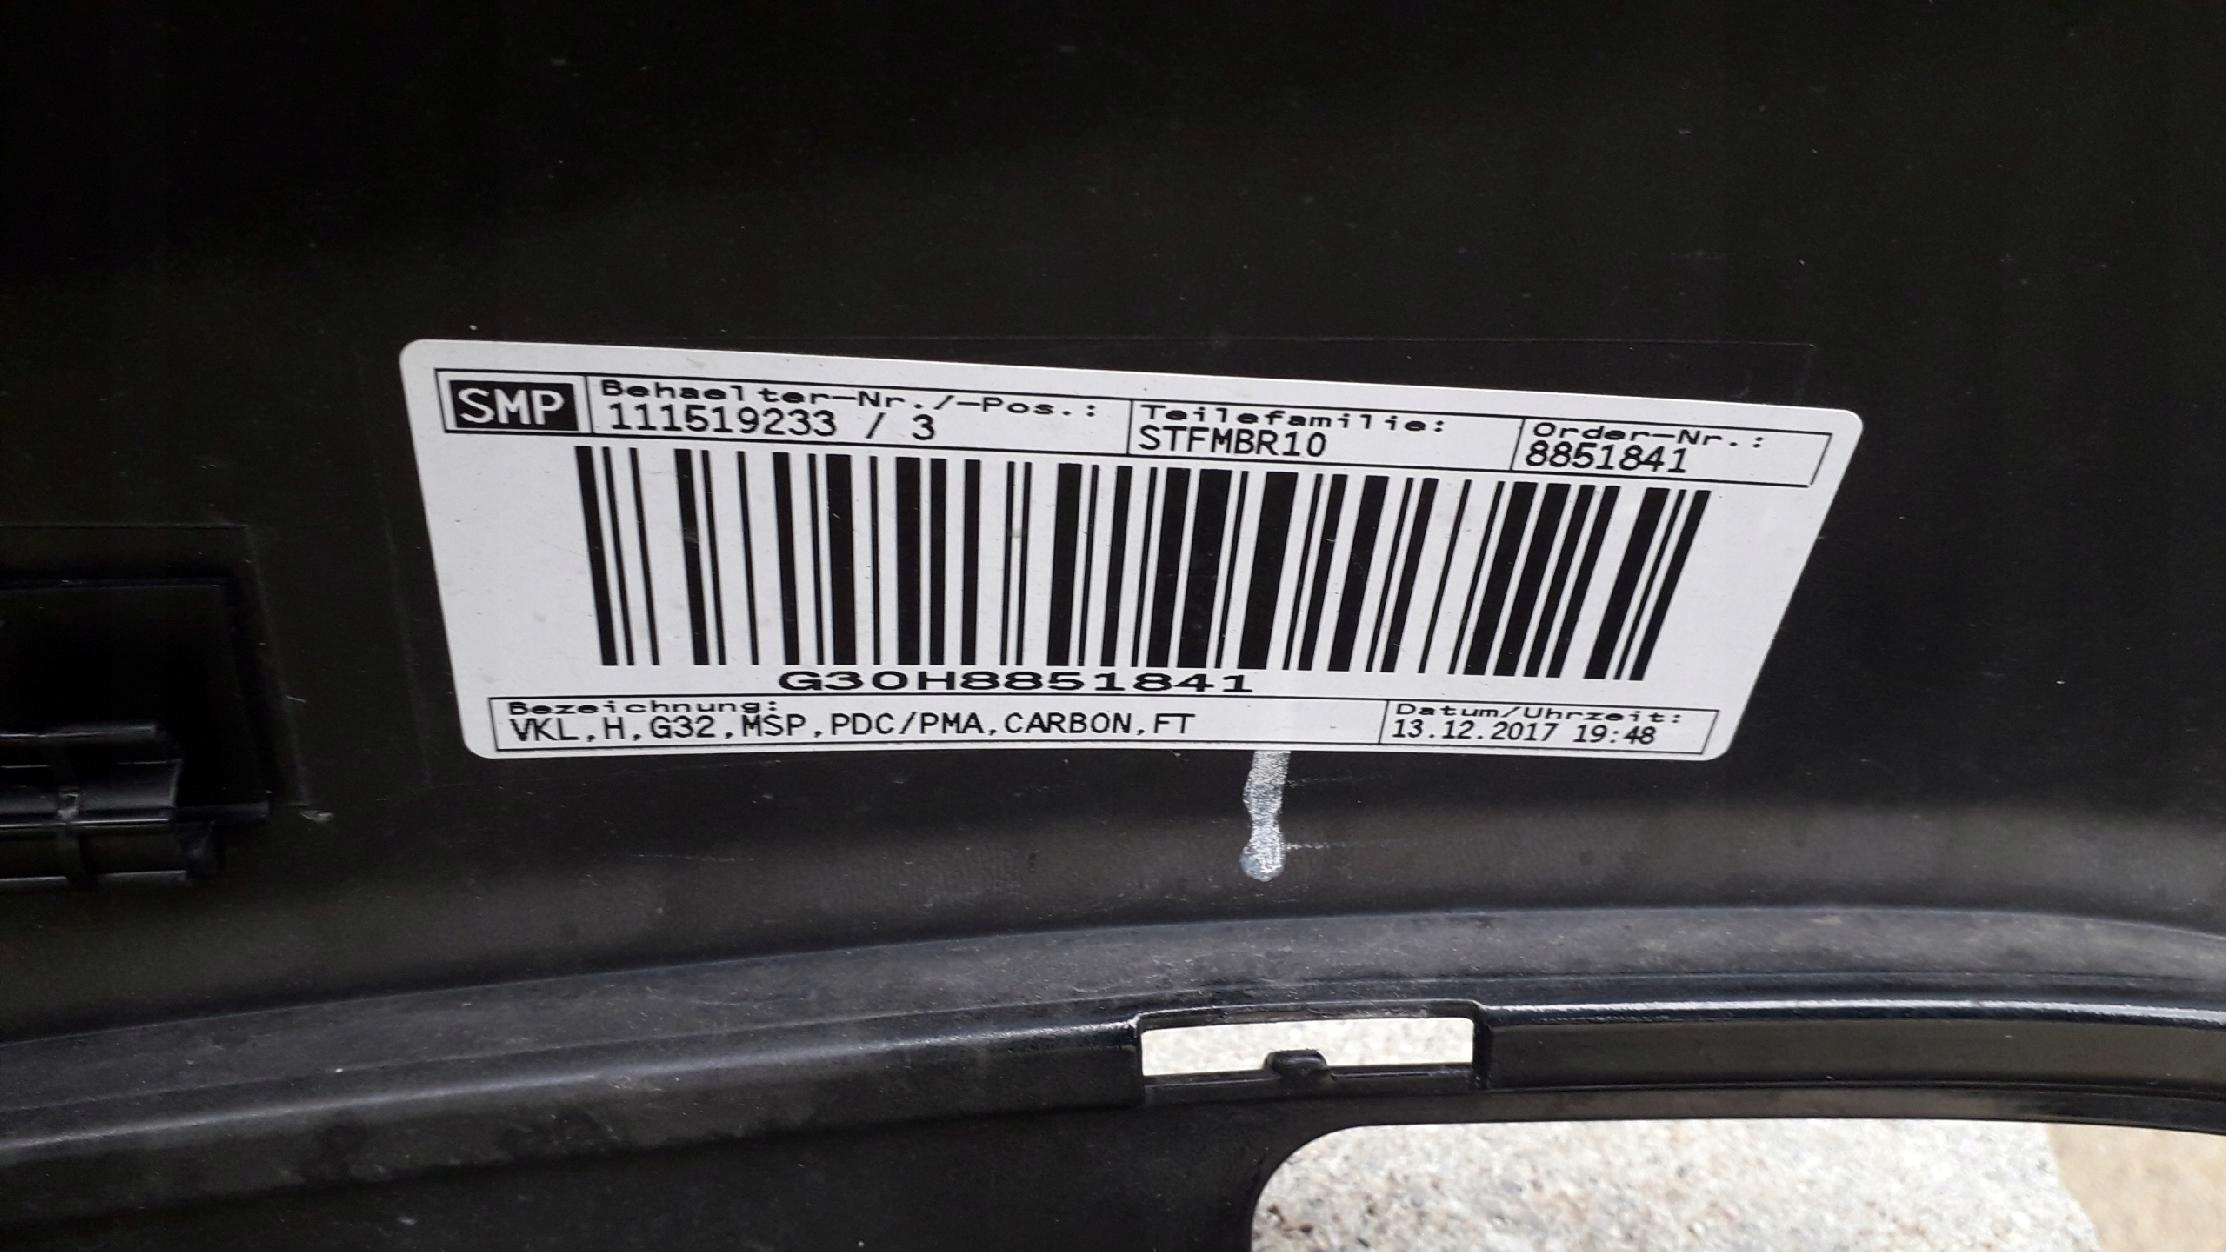 SMP
Behaelter-Nr./-Pos.:
111519233 / 3
Teilefamilie:
STFMBR10
Order-Nr.:
8851841
G30H8851841
Bezeichnung:
VKL,H,G32,MSP,PDC/PMA,CARBON,FT
Datum/Uhrzeit:
13.12.2017 19:48